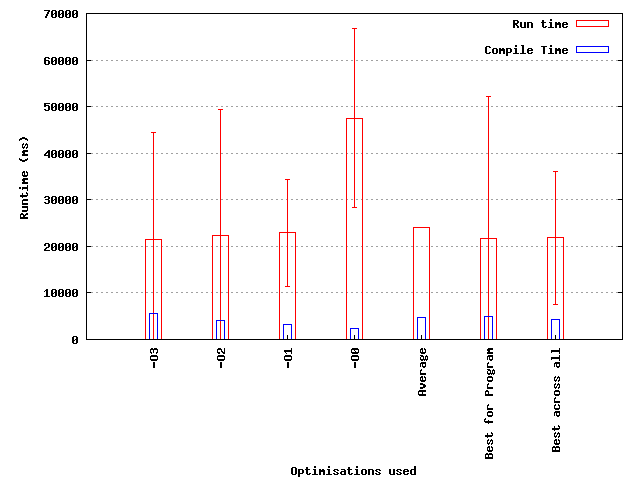 70000
60000
50000
40000
30000
20000
10000
0
Runtime (ms)
Run time
Compile Time
-O3
-O2
-O1
-O0
Average
Best for Program
Best across all
Optimisations used